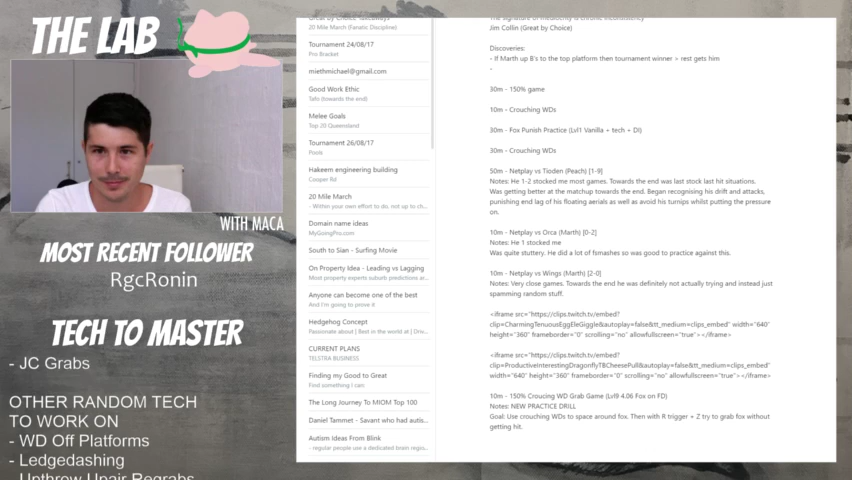 THE LAB
WITH MACA
MOST RECENT FOLLOWER
RgcRonin
TECH TO MASTER
- JC Grabs
OTHER RANDOM TECH
TO WORK ON
- WD Off Platforms
- Ledgedashing
- Upthrow Upair Regrabs
Great by Choice Takeaways
20 Mile March (Fanatic Discipline)
Tournament 24/08/17
Pro Bracket
miethmichael@gmail.com
Good Work Ethic
Tafo (towards the end)
Melee Goals
Top 20 Queensland
Tournament 26/08/17
Pools
Hakeem engineering building
Cooper Rd
20 Mile March
- Within your own effort to do, not up to ch...
Domain name ideas
MyGoingPro.com
South to Sian - Surfing Movie
On Property Idea - Leading vs Lagging
Most property experts suburb predictions ar...
Anyone can become one of the best
And I'm going to prove it
Hedgehog Concept
Passionate about | Best in the world at | Driv...
CURRENT PLANS
TELSTRA BUSINESS
Finding my Good to Great
Find something I can:
The Long Journey To MIOM Top 100
Daniel Tammet - Savant who had autis...
Autism Ideas From Blink
- regular people use a dedicated brain regio...
The signature of mediocrity is chronic inconsistency
Jim Collin (Great by Choice)
Discoveries:
- If Marth up B's to the top platform then tournament winner > rest gets him
-
30m - 150% game
10m - Crouching WDs
30m - Fox Punish Practice (Lvl1 Vanilla + tech + DI)
30m - Crouching WDs
50m - Netplay vs Tioden (Peach) [1-9]
Notes: He 1-2 stocked me most games. Towards the end was last stock last hit situations.
Was getting better at the matchup towards the end. Began recognising his drift and attacks,
punishing end lag of his floating aerials as well as avoid his turnips whilst putting the pressure
on.
10m - Netplay vs Orca (Marth) [0-2]
Notes: He 1 stocked me
Was quite stuttery. He did a lot of fsmashes so was good to practice against this.
10m - Netplay vs Wings (Marth) [2-0]
Notes: Very close games. Towards the end he was definitely not actually trying and instead just
spamming random stuff.
<iframe src="https://clips.twitch.tv/embed?
clip=CharmingTenuousEggEleGiggle&autoplay=false&tt_medium=clips_embed" width="640"
height="360" frameborder="0" scrolling="no" allowfullscreen="true"></iframe>
<iframe src="https://clips.twitch.tv/embed?
clip=ProductiveInterestingDragonflyTBCheesePull&autoplay=false&tt_medium=clips_embed"
width="640" height="360" frameborder="0" scrolling="no" allowfullscreen="true"></iframe>
10m - 150% Croucing WD Grab Game (Lvl9 4.06 Fox on FD)
Notes: NEW PRACTICE DRILL
Goal: Use crouching WDs to space around fox. Then with R trigger + Z try to grab fox without
getting hit.